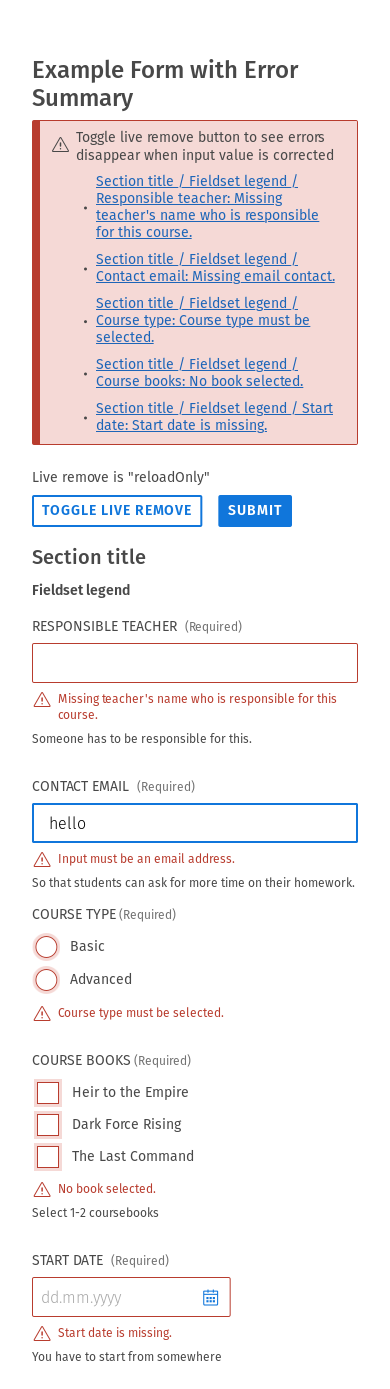 Example Form with Error
Summary
Toggle live remove button to see errors
disappear when input value is corrected
Section title / Fieldset legend /
Responsible teacher: Missing
teacher's name who is responsible
for this course.
Section title / Fieldset legend /
Contact email: Missing email contact.
Section title / Fieldset legend /
Course type: Course type must be
selected.
Section title / Fieldset legend /
Course books: No book selected.
Section title / Fieldset legend / Start
date: Start date is missing.
Live remove is "reloadOnly"
TOGGLE LIVE REMOVE SUBMIT
Section title
Fieldset legend
RESPONSIBLE TEACHER (Required)
Missing teacher's name who is responsible for this
course.
Someone has to be responsible for this.
CONTACT EMAIL (Required)
hello
Input must be an email address.
So that students can ask for more time on their homework.
COURSE TYPE (Required)
Basic
Advanced
Course type must be selected.
COURSE BOOKS (Required)
Heir to the Empire
Dark Force Rising
The Last Command
No book selected.
Select 1-2 coursebooks
START DATE (Required)
dd.mm.yyyy
Start date is missing.
You have to start from somewhere